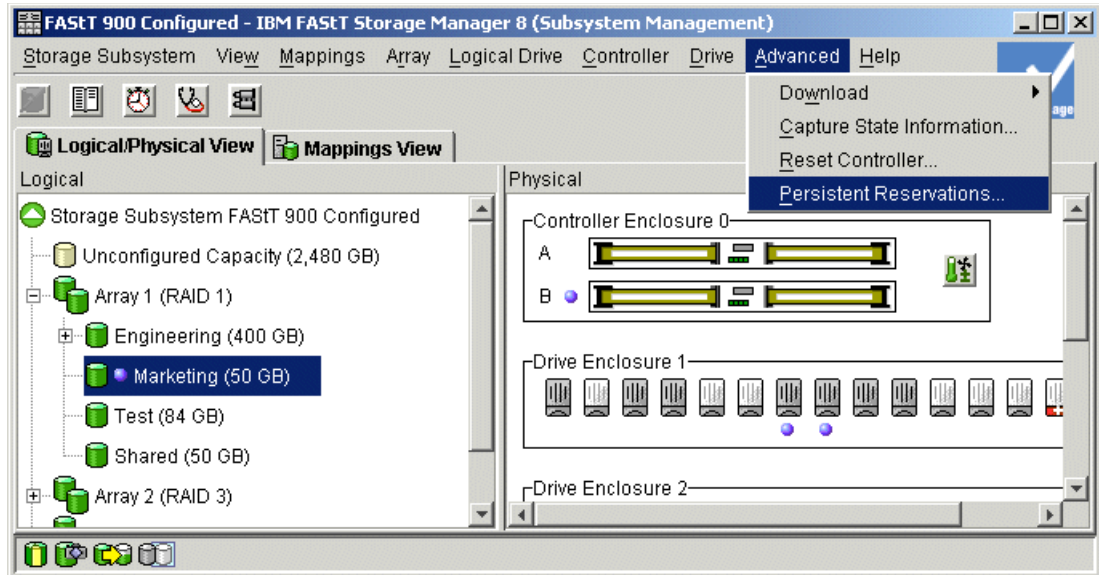 FAStT 900 Configured - IBM FAStT Storage Manager 8 (Subsystem Management)
Storage Subsystem View Mappings Array Logical Drive Controller Drive Advanced Help
Download
Capture State Information...
Reset Controller...
Persistent Reservations...
age
Logical/Physical View Mappings View
Logical
Physical
Storage Subsystem FAStT 900 Configured
Unconfigured Capacity (2,480 GB)
Array 1 (RAID 1)
Engineering (400 GB)
Marketing (50 GB)
Test (84 GB)
Shared (50 GB)
Array 2 (RAID 3)
Controller Enclosure 0
A
B
Drive Enclosure 1
Drive Enclosure 2